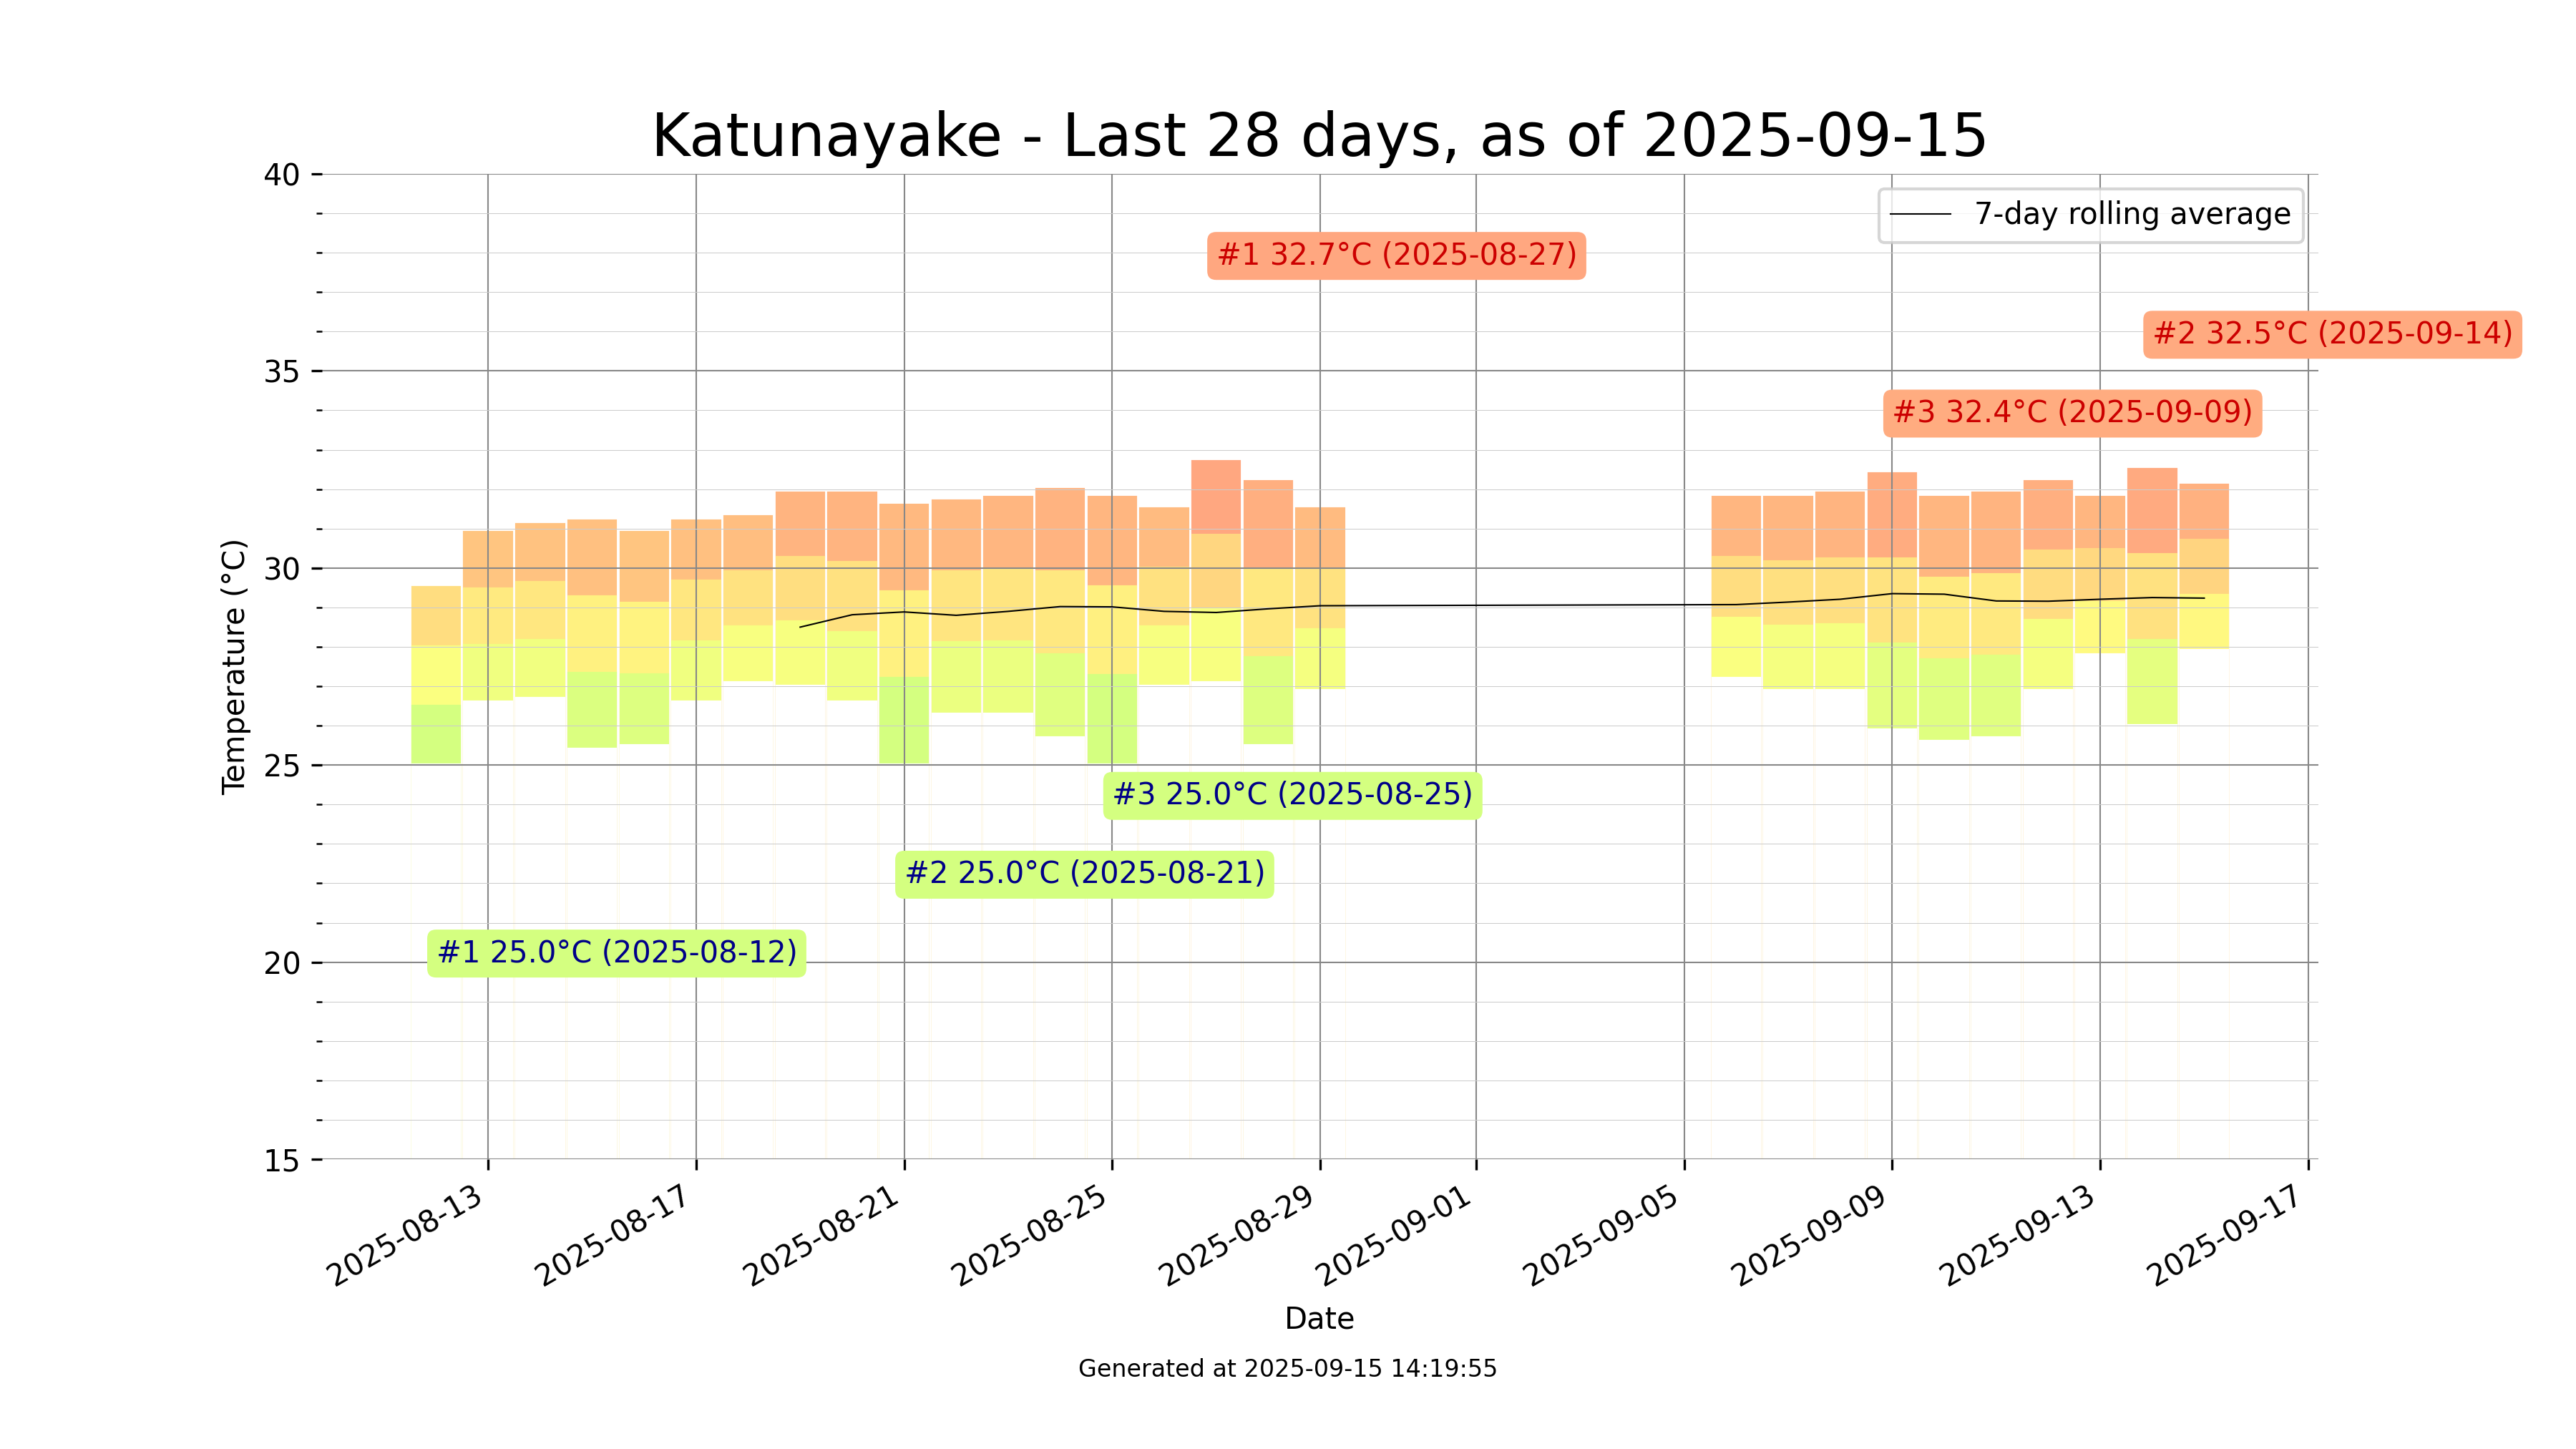 Katunayake - Last 28 days, as of 2025-09-15
7-day rolling average
#1 32.7°C (2025-08-27)
#2 32.5°C (2025-09-14)
#3 32.4°C (2025-09-09)
#3 25.0°C (2025-08-25)
#2 25.0°C (2025-08-21)
#1 25.0°C (2025-08-12)
Temperature (°C)
40
35
30
25
20
15
2025-08-13
2025-08-17
2025-08-21
2025-08-25
2025-08-29
2025-09-01
2025-09-05
2025-09-09
2025-09-13
2025-09-17
Date
Generated at 2025-09-15 14:19:55